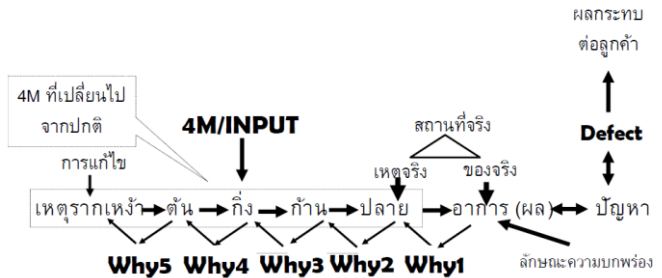 ผลกระทบ
ต่อลูกค้า
4M ที่เปลี่ยนไป
จากปกติ
4M/INPUT
สถานที่จริง
Defect
การแก้ไข
เหตุจริง
ของจริง
เหตุรากเหง้า ต้น กิ่ง ก้าน ปลาย อาการ (ผล) ปัญหา
Why5 Why4 Why3 Why2 Why1
ลักษณะความบกพร่อง